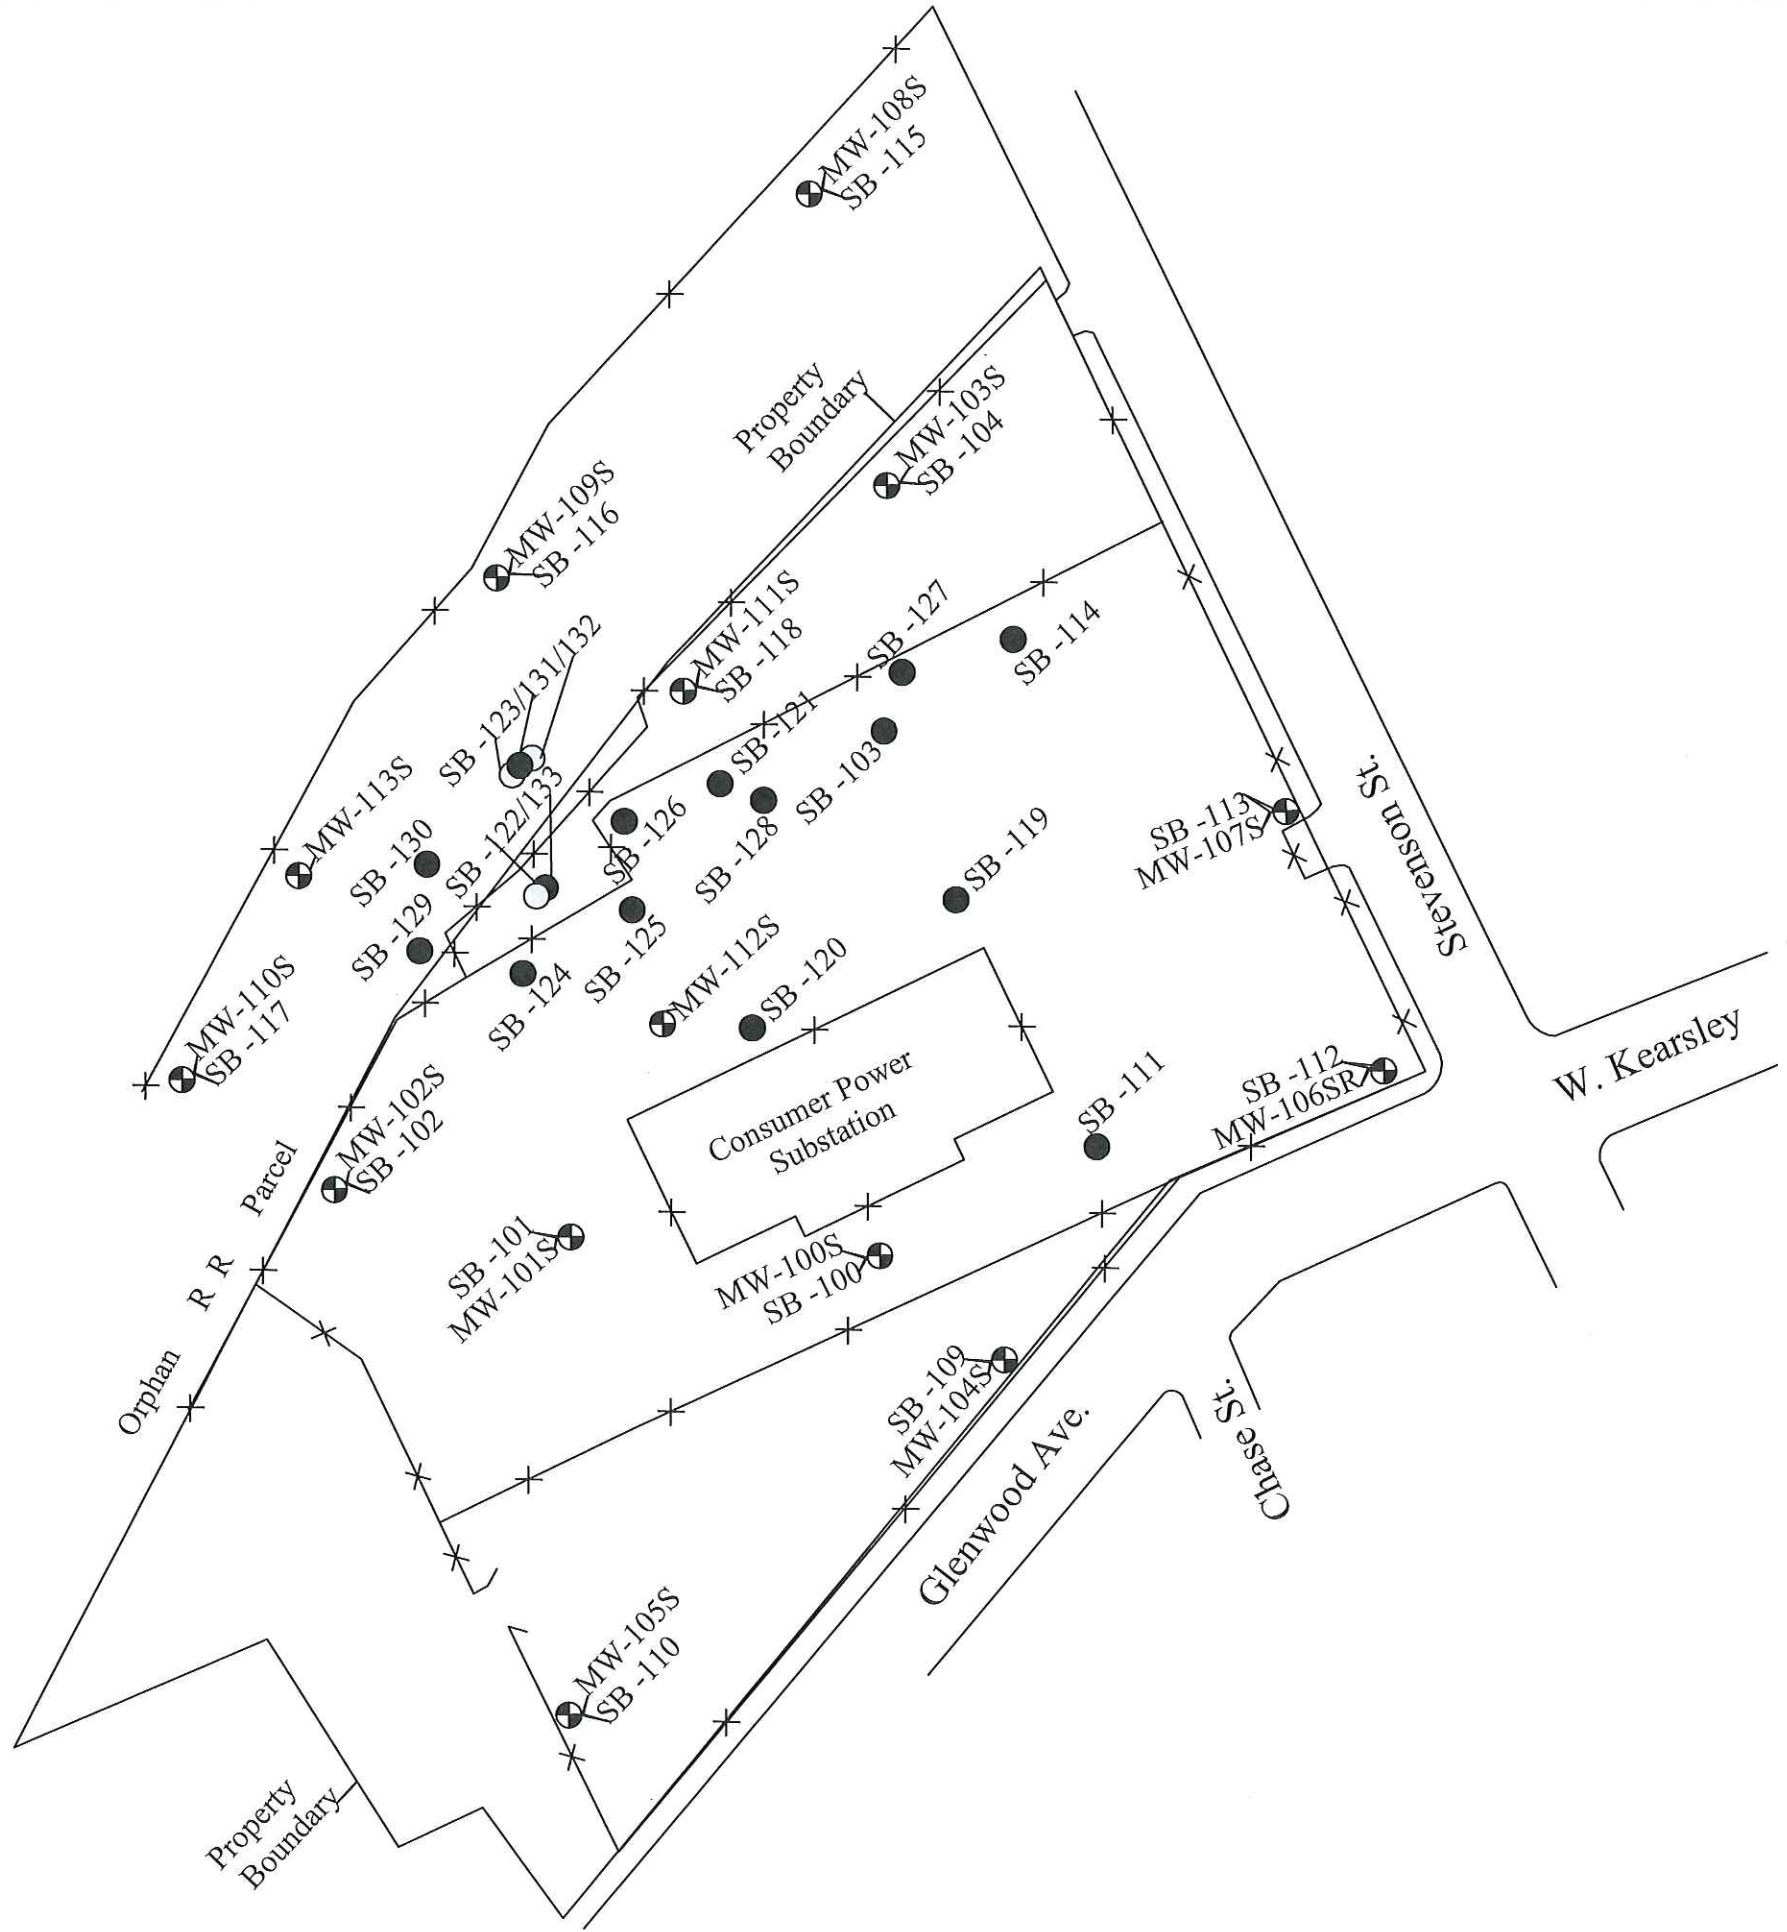 MW-108S
SB -115
Property
Boundary
MW-103S
SB -104
MW-109S
SB -116
MW-111S
SB -118
SB -127
SB -114
SB -123/131/132
SB -121
SB -103
MW-113S
SB -130
SB -122/133
SB -126
SB -128
SB -119
SB -113
MW-107S
Stevenson St.
SB -129
SB -125
MW-112S
SB -120
SB -124
MW-110S
SB -117
MW-102S
SB -102
Consumer Power
Substation
SB -111
SB -112
MW-106SR
W. Kearsley
Orphan R R Parcel
SB -101
MW-101S
MW-100S
SB -100
SB -109
MW-104S
Glenwood Ave.
Chase St.
MW-105S
SB -110
Property
Boundary